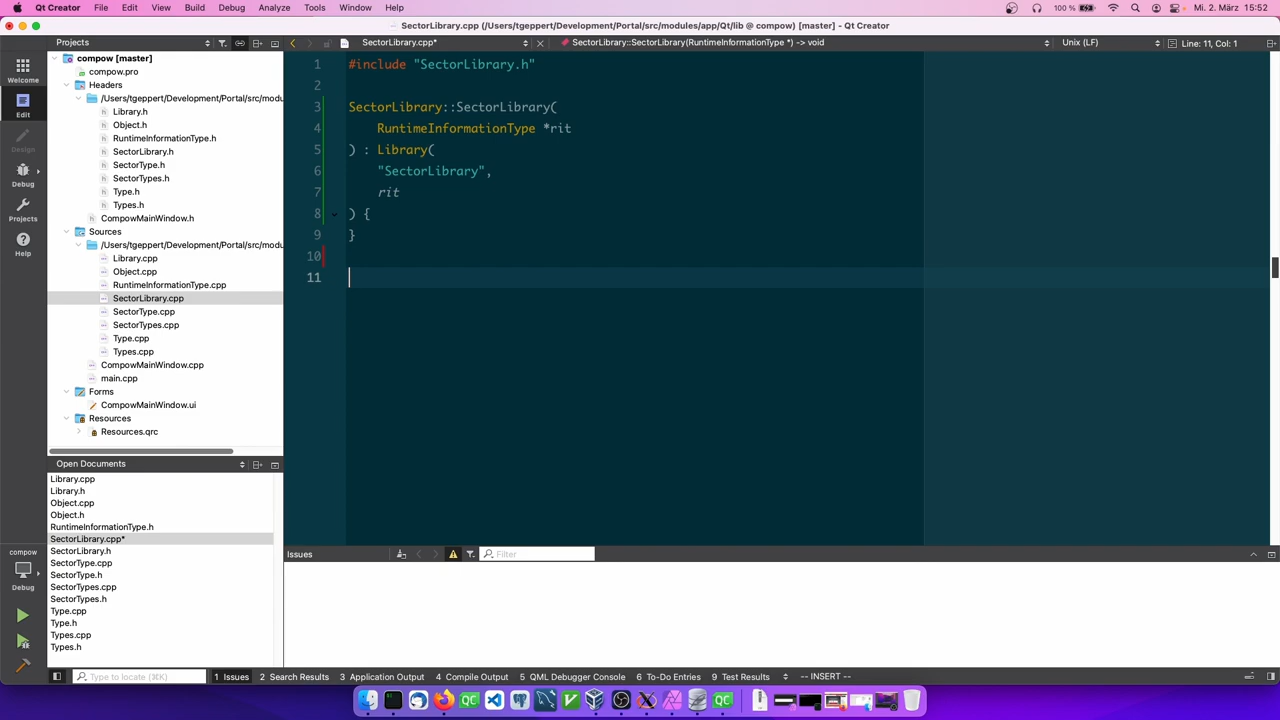 Qt Creator File Edit View Build Debug Analyze Tools Window Help 100 % Mi. 2. März 15:52
SectorLibrary.cpp (/Users/tgeppert/Development/Portal/src/modules/app/Qt/lib @ compow) [master] - Qt Creator
Projects SectorLibrary.cpp* SectorLibrary::SectorLibrary(RuntimeInformationType *) -> void Unix (LF) Line: 11, Col: 1
Welcome
Edit
Design
Debug
Projects
Help
compow
Debug
compow [master]
compow.pro
Headers
/Users/tgeppert/Development/Portal/src/modu
Library.h
Object.h
RuntimeInformationType.h
SectorLibrary.h
SectorType.h
SectorTypes.h
Type.h
Types.h
CompowMainWindow.h
Sources
/Users/tgeppert/Development/Portal/src/modu
Library.cpp
Object.cpp
RuntimeInformationType.cpp
SectorLibrary.cpp
SectorType.cpp
SectorTypes.cpp
Type.cpp
Types.cpp
CompowMainWindow.cpp
main.cpp
Forms
CompowMainWindow.ui
Resources
Resources.qrc
Open Documents
Library.cpp
Library.h
Object.cpp
Object.h
RuntimeInformationType.h
SectorLibrary.cpp*
SectorLibrary.h
SectorType.cpp
SectorType.h
SectorTypes.cpp
SectorTypes.h
Type.cpp
Type.h
Types.cpp
Types.h
1 #include "SectorLibrary.h"
2
3 SectorLibrary::SectorLibrary(
4 RuntimeInformationType *rit
5 ) : Library(
6 "SectorLibrary",
7 rit
8 ) {
9 }
10
11
Issues Filter
Type to locate (⌘K) 1 Issues 2 Search Results 3 Application Output 4 Compile Output 5 QML Debugger Console 6 To-Do Entries 9 Test Results -- INSERT --
QC QC